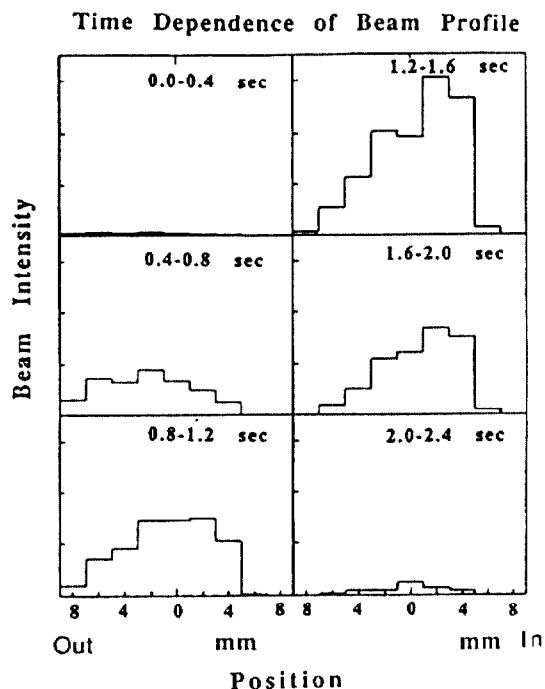 Time Dependence of Beam Profile
0.0-0.4 sec
1.2-1.6 sec
0.4-0.8 sec
1.6-2.0 sec
0.8-1.2 sec
2.0-2.4 sec
Beam Intensity
8 4 0 4 8 8 4 0 4 8
Out mm mm In
Position